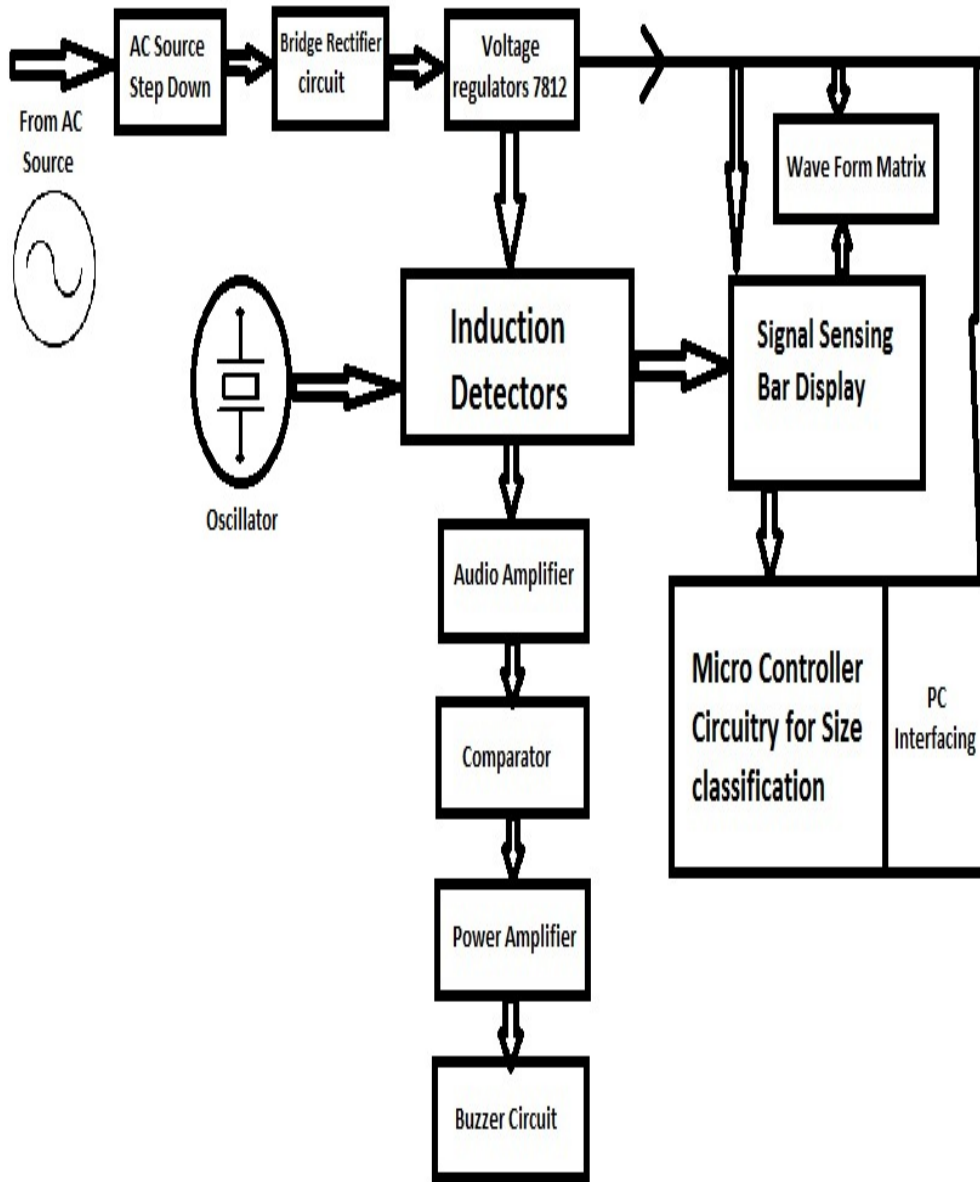 AC Source
Step Down
Bridge Rectifier
circuit
Voltage
regulators 7812
From AC
Source
Wave Form Matrix
Induction
Detectors
Signal Sensing
Bar Display
Oscillator
Audio Amplifier
Micro Controller
Circuitry for Size
classification
PC
Interfacing
Comparator
Power Amplifier
Buzzer Circuit